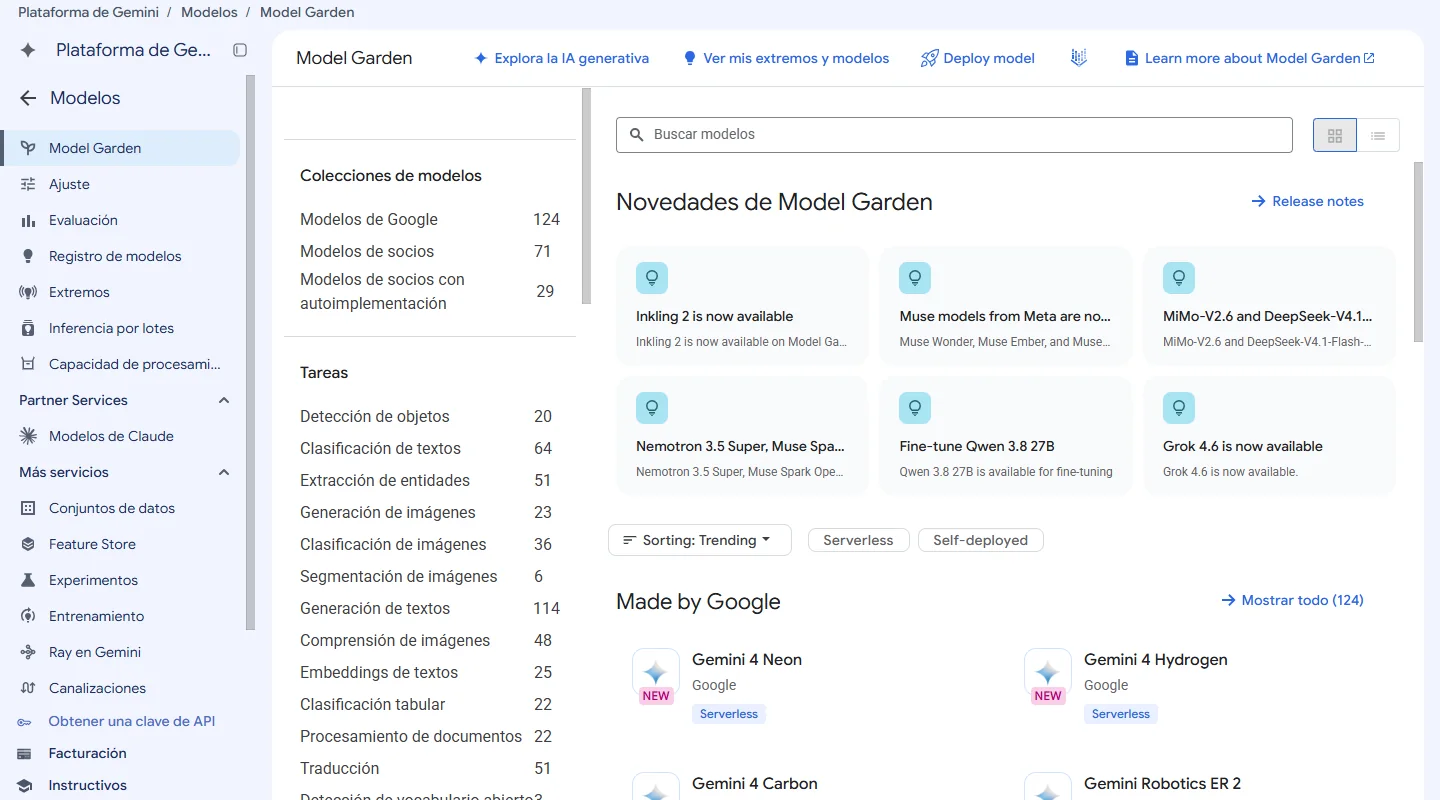 Plataforma de Gemini / Modelos / Model Garden
Plataforma de Ge...
Modelos
Model Garden
Ajuste
Evaluación
Registro de modelos
Extremos
Inferencia por lotes
Capacidad de procesami...
Partner Services
Modelos de Claude
Más servicios
Conjuntos de datos
Feature Store
Experimentos
Entrenamiento
Ray en Gemini
Canalizaciones
Obtener una clave de API
Facturación
Instructivos
Model Garden
Explora la IA generativa
Ver mis extremos y modelos
Deploy model
Learn more about Model Garden
Colecciones de modelos
Modelos de Google 124
Modelos de socios 71
Modelos de socios con
autoimplementación 29
Tareas
Detección de objetos 20
Clasificación de textos 64
Extracción de entidades 51
Generación de imágenes 23
Clasificación de imágenes 36
Segmentación de imágenes 6
Generación de textos 114
Comprensión de imágenes 48
Embeddings de textos 25
Clasificación tabular 22
Procesamiento de documentos 22
Traducción 51
Detección de vocabulario abierto 3
Buscar modelos
Novedades de Model Garden
Release notes
Inkling 2 is now available
Inkling 2 is now available on Model Ga...
Muse models from Meta are no...
Muse Wonder, Muse Ember, and Muse...
MiMo-V2.6 and DeepSeek-V4.1...
MiMo-V2.6 and DeepSeek-V4.1-Flash-...
Nemotron 3.5 Super, Muse Spa...
Nemotron 3.5 Super, Muse Spark Ope...
Fine-tune Qwen 3.8 27B
Qwen 3.8 27B is available for fine-tuning
Grok 4.6 is now available
Grok 4.6 is now available.
Sorting: Trending
Serverless
Self-deployed
Made by Google
Mostrar todo (124)
Gemini 4 Neon
Google
NEW
Serverless
Gemini 4 Hydrogen
Google
NEW
Serverless
Gemini 4 Carbon
Gemini Robotics ER 2